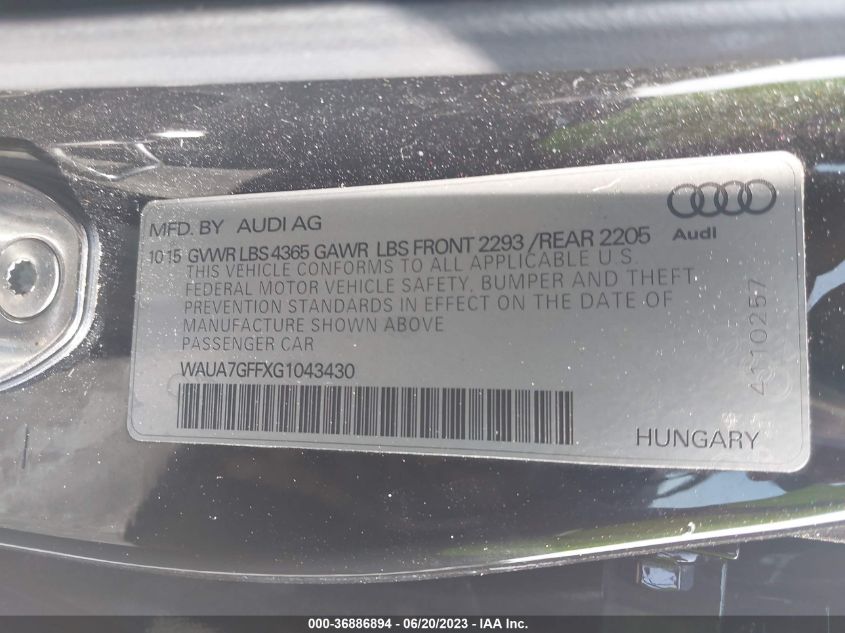 MFD. BY AUDI AG
Audi
10 15 GVWR LBS 4365 GAWR LBS FRONT 2293 /REAR 2205
THIS VEHICLE CONFORMS TO ALL APPLICABLE U.S.
FEDERAL MOTOR VEHICLE SAFETY, BUMPER AND THEFT
PREVENTION STANDARDS IN EFFECT ON THE DATE OF
MANUFACTURE SHOWN ABOVE
PASSENGER CAR
WAUA7GFFXG1043430
HUNGARY
000-36886894 - 06/20/2023 - IAA Inc.